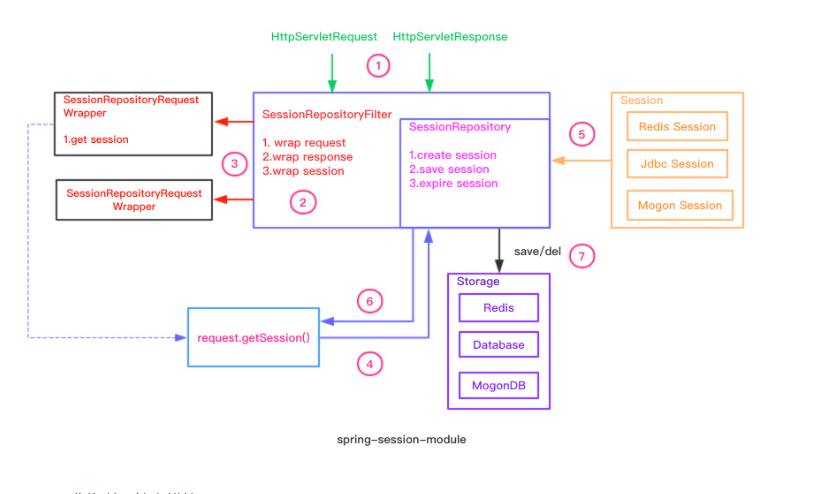 HttpServletRequest HttpServletResponse
1
SessionRepositoryRequest
Wrapper
1.get session
SessionRepositoryFilter
1. wrap request
2.wrap response
3.wrap session
2
SessionRepository
1.create session
2.save session
3.expire session
Session
Redis Session
Jdbc Session
Mogon Session
5
3
SessionRepositoryRequest
Wrapper
save/del
7
Storage
Redis
Database
MogonDB
6
request.getSession()
4
spring-session-module